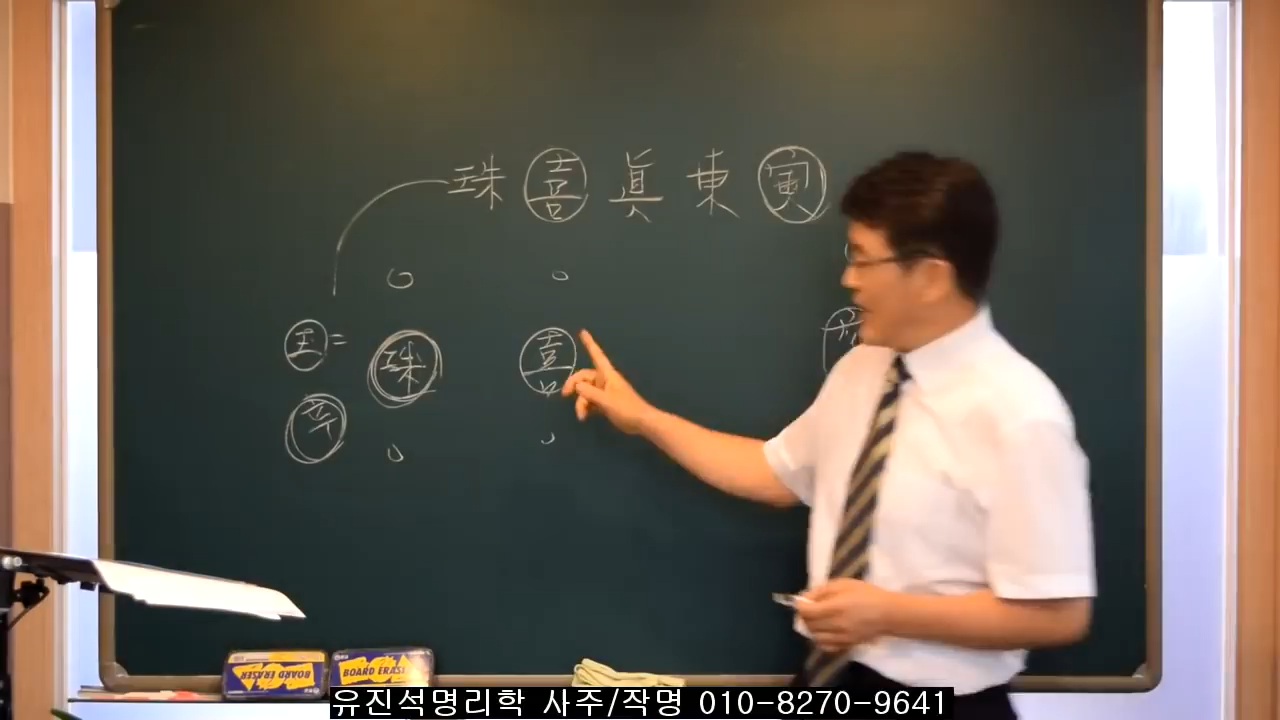 珠 喜 眞 東 寅
王 = 珠 喜
BOARD ERASER BOARD ERASER
유진석명리학 사주/작명 010-8270-9641